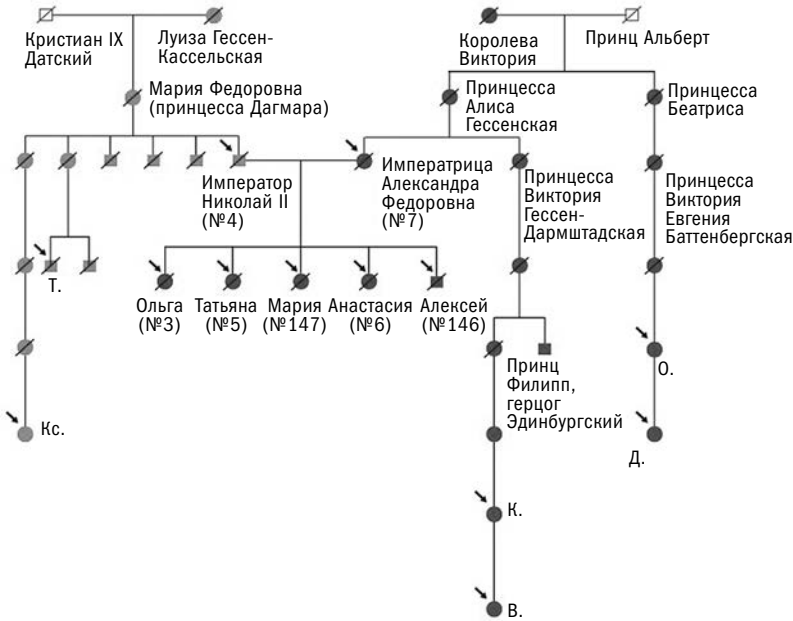 Кристиан IX
Датский
Луиза Гессен-
Кассельская
Королева
Виктория
Принц Альберт
Мария Федоровна
(принцесса Дагмара)
Принцесса
Алиса
Гессенская
Принцесса
Беатриса
Император
Николай II
(№4)
Императрица
Александра
Федоровна
(№7)
Принцесса
Виктория
Гессен-
Дармштадская
Принцесса
Виктория
Евгения
Баттенбергская
Т.
Ольга
(№3)
Татьяна
(№5)
Мария
(№147)
Анастасия
(№6)
Алексей
(№146)
Принц
Филипп,
герцог
Эдинбургский
О.
Кс.
Д.
К.
В.